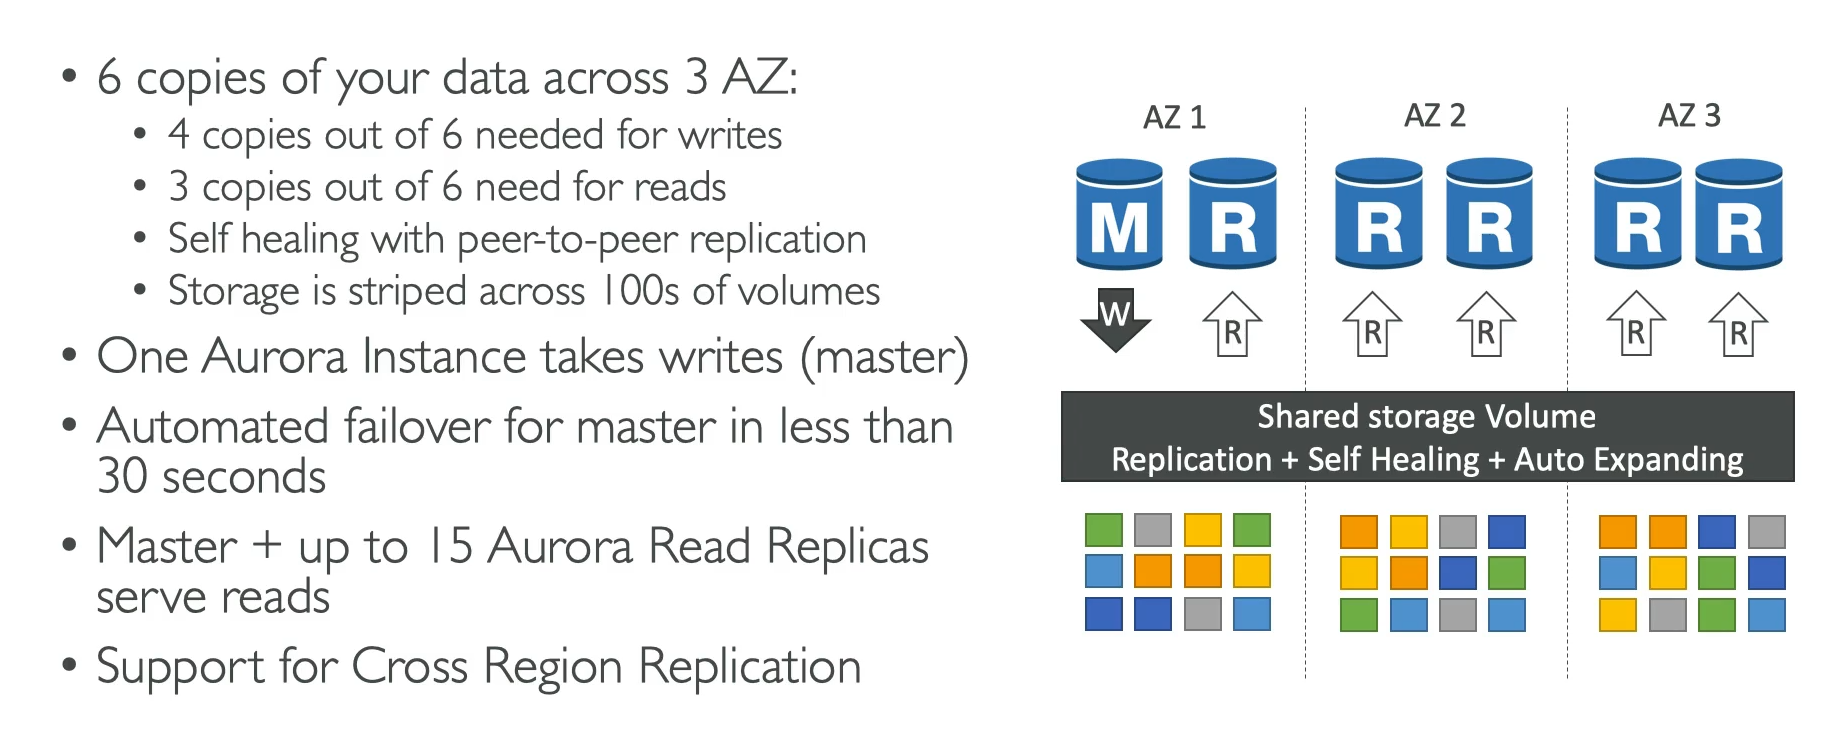 • 6 copies of your data across 3 AZ:
• 4 copies out of 6 needed for writes
• 3 copies out of 6 need for reads
• Self healing with peer-to-peer replication
• Storage is striped across 100s of volumes
• One Aurora Instance takes writes (master)
• Automated failover for master in less than
30 seconds
• Master + up to 15 Aurora Read Replicas
serve reads
• Support for Cross Region Replication
AZ 1 AZ 2 AZ 3
M R R R R R
W R R R R R
Shared storage Volume
Replication + Self Healing + Auto Expanding